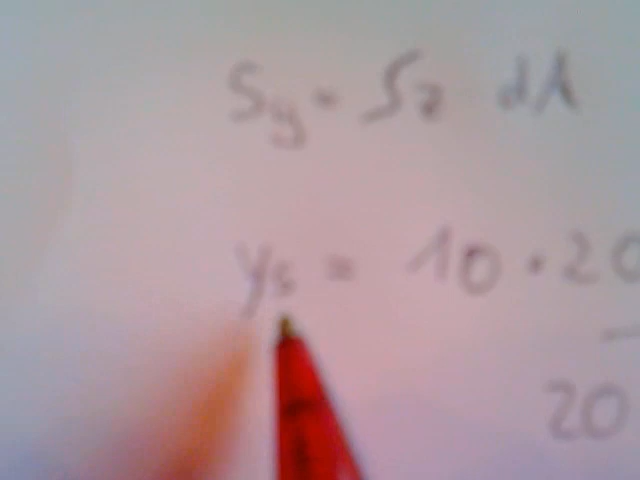 Sy = ∫z dA
ys = 10 · 20
20